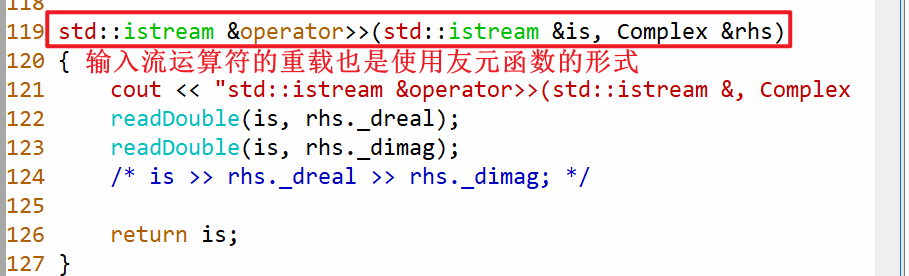 118
119 std::istream &operator>>(std::istream &is, Complex &rhs)
120 { 输入流运算符的重载也是使用友元函数的形式
121     cout << "std::istream &operator>>(std::istream &, Complex
122     readDouble(is, rhs._dreal);
123     readDouble(is, rhs._dimag);
124     /* is >> rhs._dreal >> rhs._dimag; */
125
126     return is;
127 }